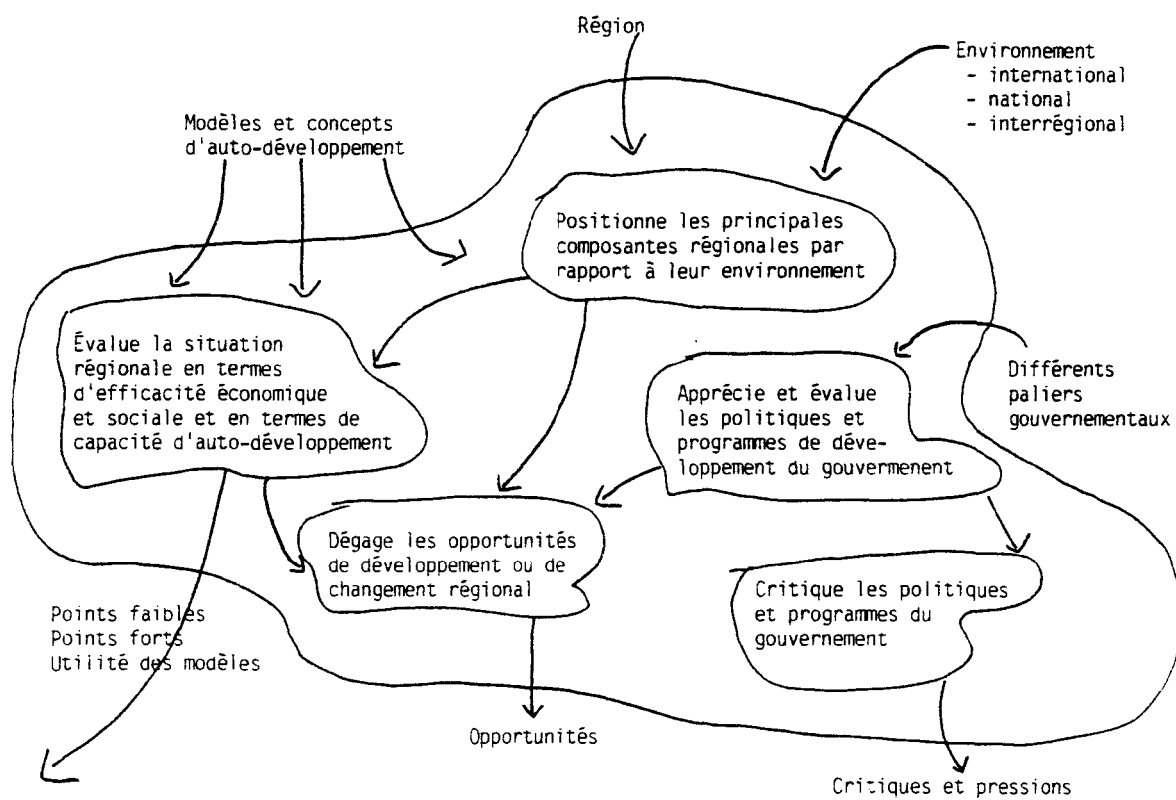 Région
Environnement
- international
- national
- interrégional
Modèles et concepts
d'auto-développement
Positionne les principales
composantes régionales par
rapport à leur environnement
Évalue la situation
régionale en termes
d'efficacité économique
et sociale et en termes de
capacité d'auto-développement
Différents
paliers
gouvernementaux
Apprécie et évalue
les politiques et
programmes de déve-
loppement du gouvermenent
Dégage les opportunités
de développement ou de
changement régional
Critique les politiques
et programmes du
gouvernement
Points faibles
Points forts
Utilité des modèles
Opportunités
Critiques et pressions